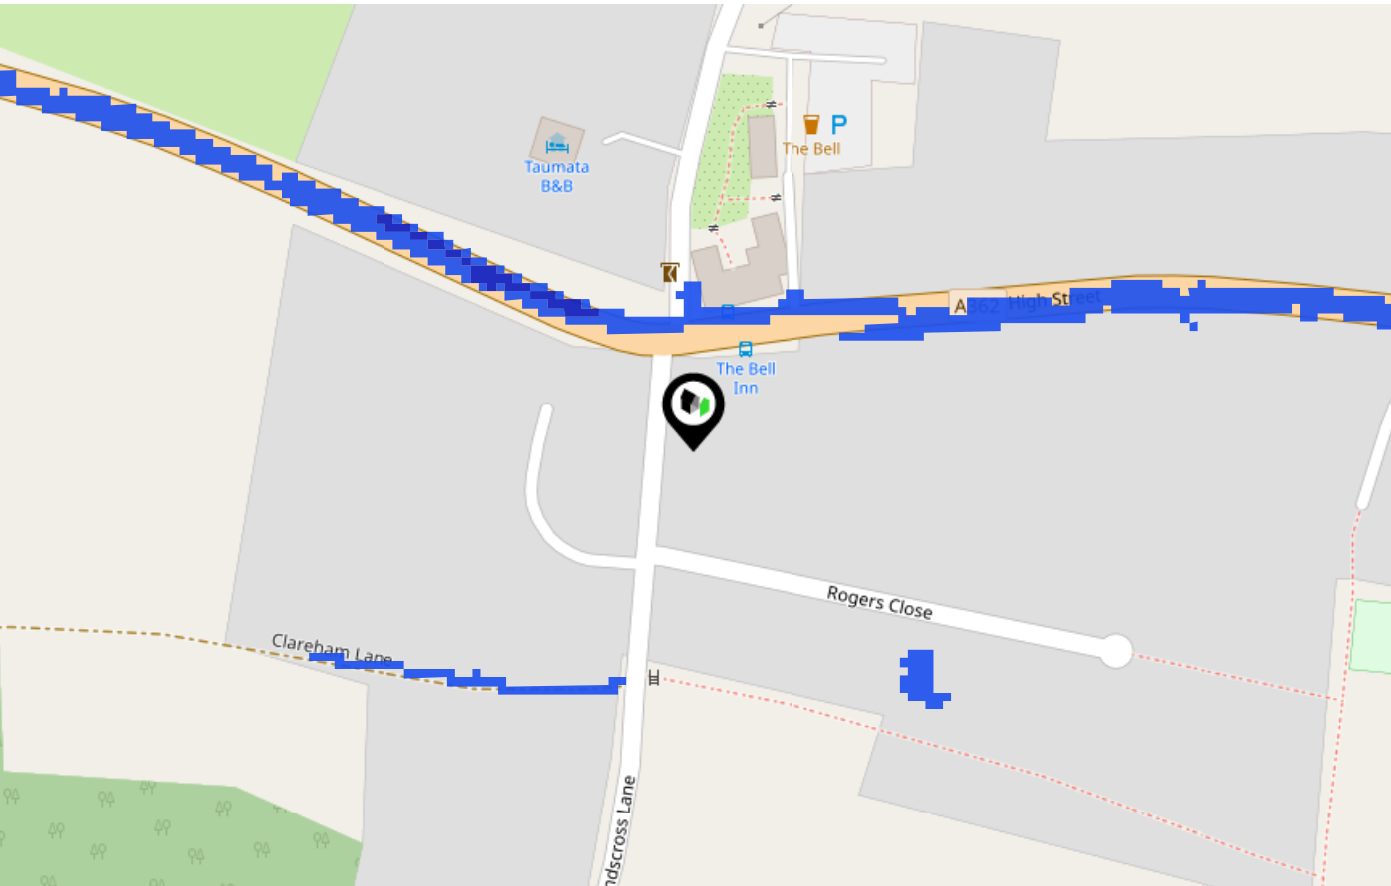 P
The Bell
Taumata
B&B
A362 High Street
The Bell
Inn
Rogers Close
Clareham Lane
ndscross Lane